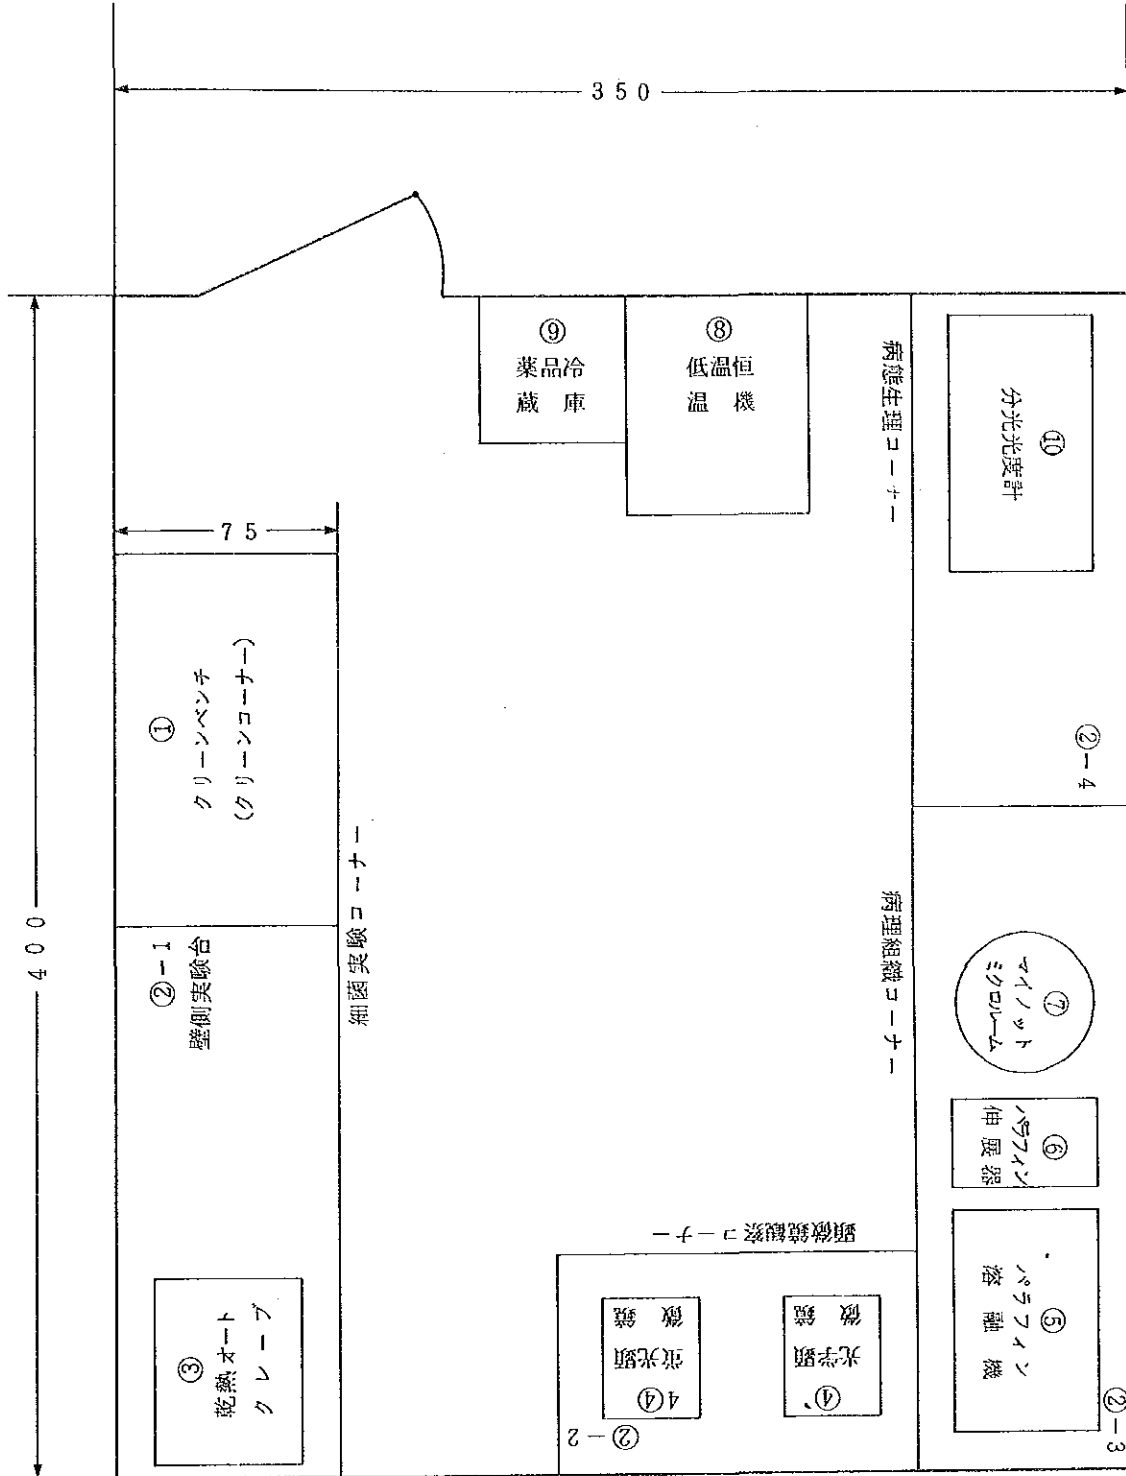 350
400
75
⑨
薬品冷
蔵 庫
⑧
低温恒
温 機
病態生理コーナー
⑩
分光光度計
②-4
①
クリーンベンチ
(クリーンコーナー)
②-1
壁側実験台
細菌実験コーナー
③
乾熱オート
クレーブ
病理組織コーナー
⑦
マイノット
ミクロルーム
⑥
パラフィン
伸展器
⑤
パラフィン
溶融機
②-3
顕微鏡観察コーナー
4④
蛍光顕
微 鏡
④`
光学顕
微 鏡
②-2